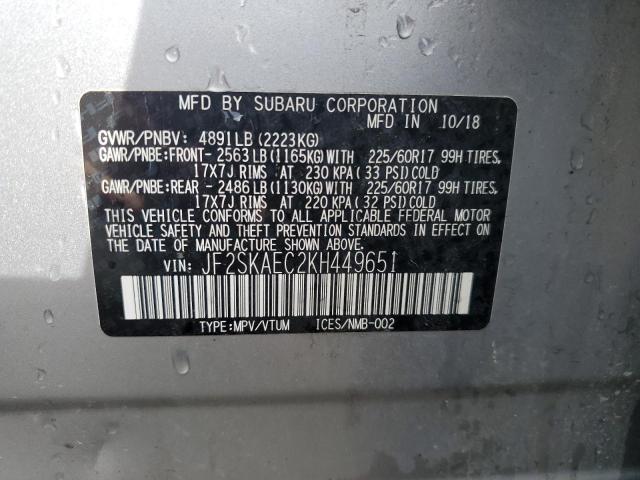 MFD BY SUBARU CORPORATION
MFD IN 10/18
GVWR/PNBV: 4891LB (2223KG)
GAWR/PNBE:FRONT- 2563LB(1165KG)WITH 225/60R17 99H TIRES,
17X7J RIMS AT 230 KPA ( 33 PSI)COLD
GAWR/PNBE:REAR - 2486LB(1130KG)WITH 225/60R17 99H TIRES,
17X7J RIMS AT 220 KPA ( 32 PSI)COLD
THIS VEHICLE CONFORMS TO ALL APPLICABLE FEDERAL MOTOR
VEHICLE SAFETY AND THEFT PREVENTION STANDARDS IN EFFECT ON
THE DATE OF MANUFACTURE SHOWN ABOVE.
VIN: JF2SKAEC2KH449651
TYPE:MPV/VTUM ICES/NMB-002